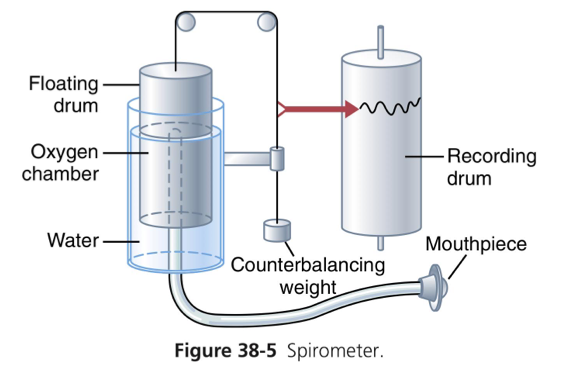 Floating
drum
Oxygen
chamber
Water
Recording
drum
Mouthpiece
Counterbalancing
weight
Figure 38-5 Spirometer.